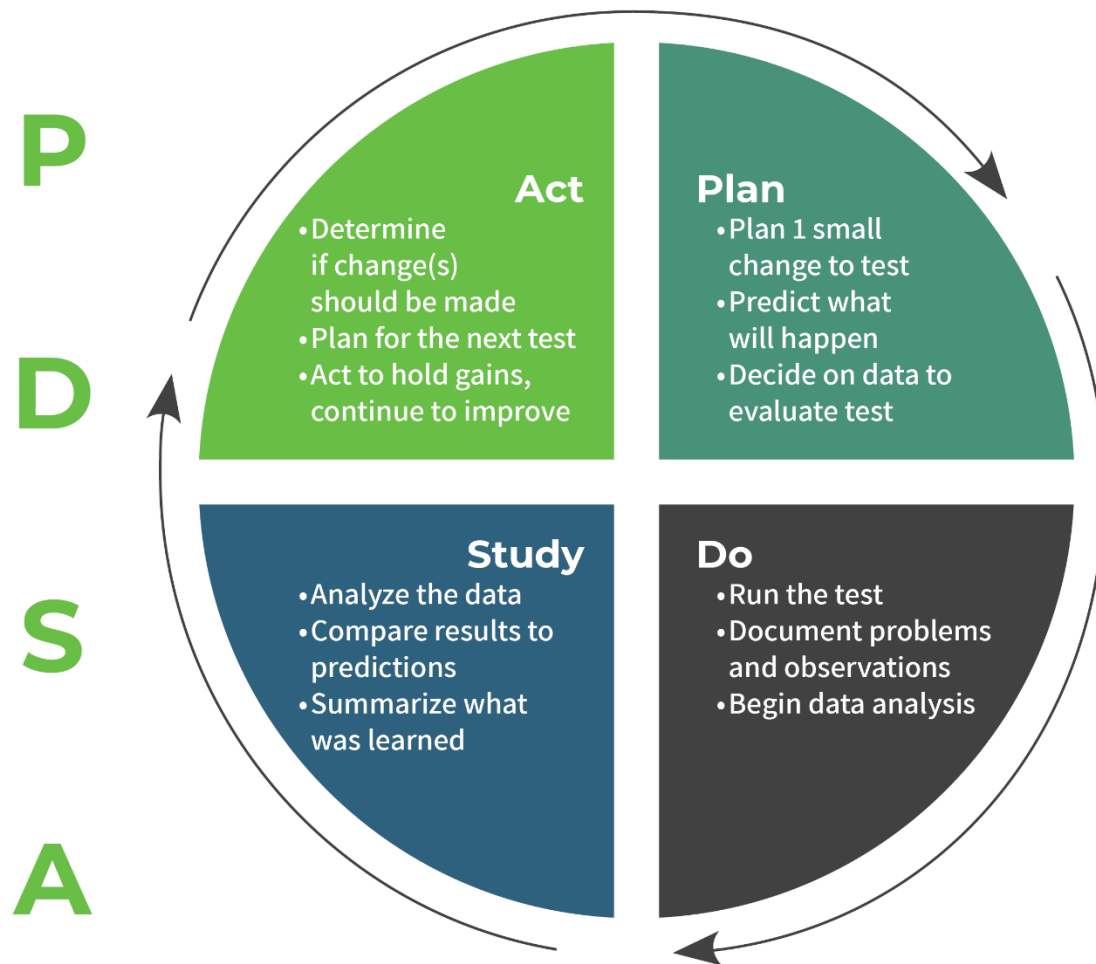 P
D
S
A
Act
•Determine
if change(s)
should be made
•Plan for the next test
•Act to hold gains,
continue to improve
Plan
•Plan 1 small
change to test
•Predict what
will happen
•Decide on data to
evaluate test
Study
•Analyze the data
•Compare results to
predictions
•Summarize what
was learned
Do
•Run the test
•Document problems
and observations
•Begin data analysis